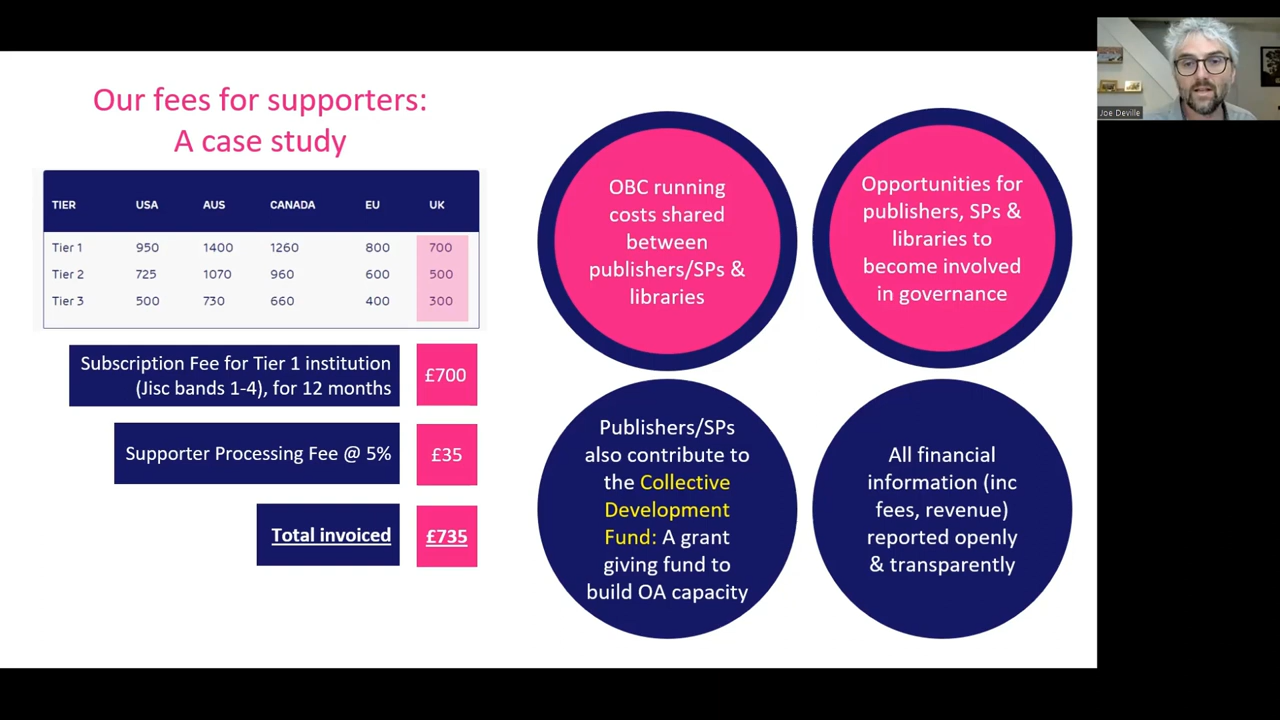 Our fees for supporters:
A case study
TIER USA AUS CANADA EU UK
Tier 1 950 1400 1260 800 700
Tier 2 725 1070 960 600 500
Tier 3 500 730 660 400 300
Subscription Fee for Tier 1 institution
(Jisc bands 1-4), for 12 months
£700
Supporter Processing Fee @ 5%
£35
Total invoiced
£735
OBC running
costs shared
between
publishers/SPs &
libraries
Opportunities for
publishers, SPs &
libraries to
become involved
in governance
Publishers/SPs
also contribute to
the Collective
Development
Fund: A grant
giving fund to
build OA capacity
All financial
information (inc
fees, revenue)
reported openly
& transparently
Joe Deville